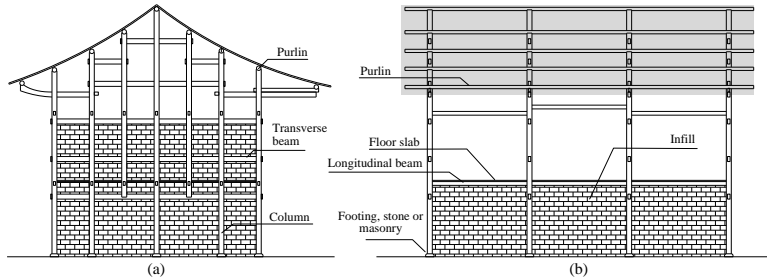 Purlin
Transverse
beam
Column
(a)
Purlin
Floor slab
Longitudinal beam
Infill
Footing, stone or
masonry
(b)